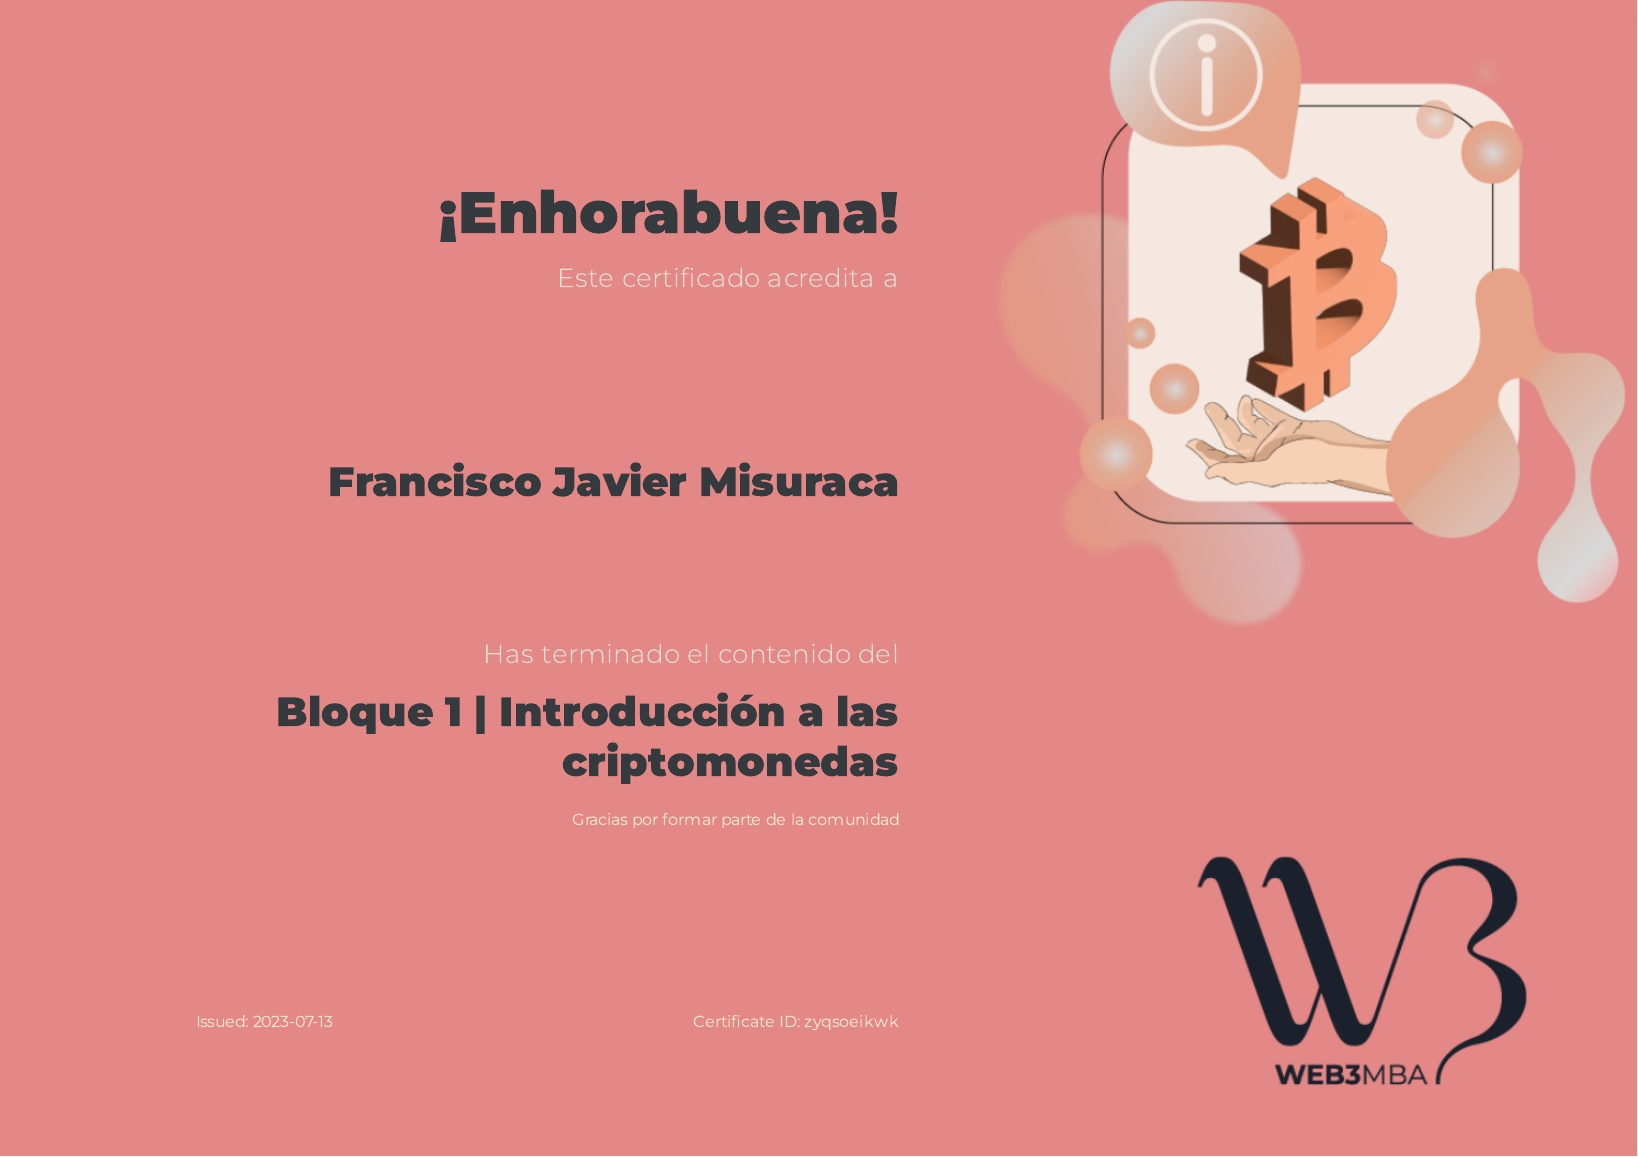 ¡Enhorabuena!
Este certificado acredita a
Francisco Javier Misuraca
Has terminado el contenido del
Bloque 1 | Introducción a las
criptomonedas
Gracias por formar parte de la comunidad
Issued: 2023-07-13
Certificate ID: zyqsoeikwk
W3
WEB3MBA